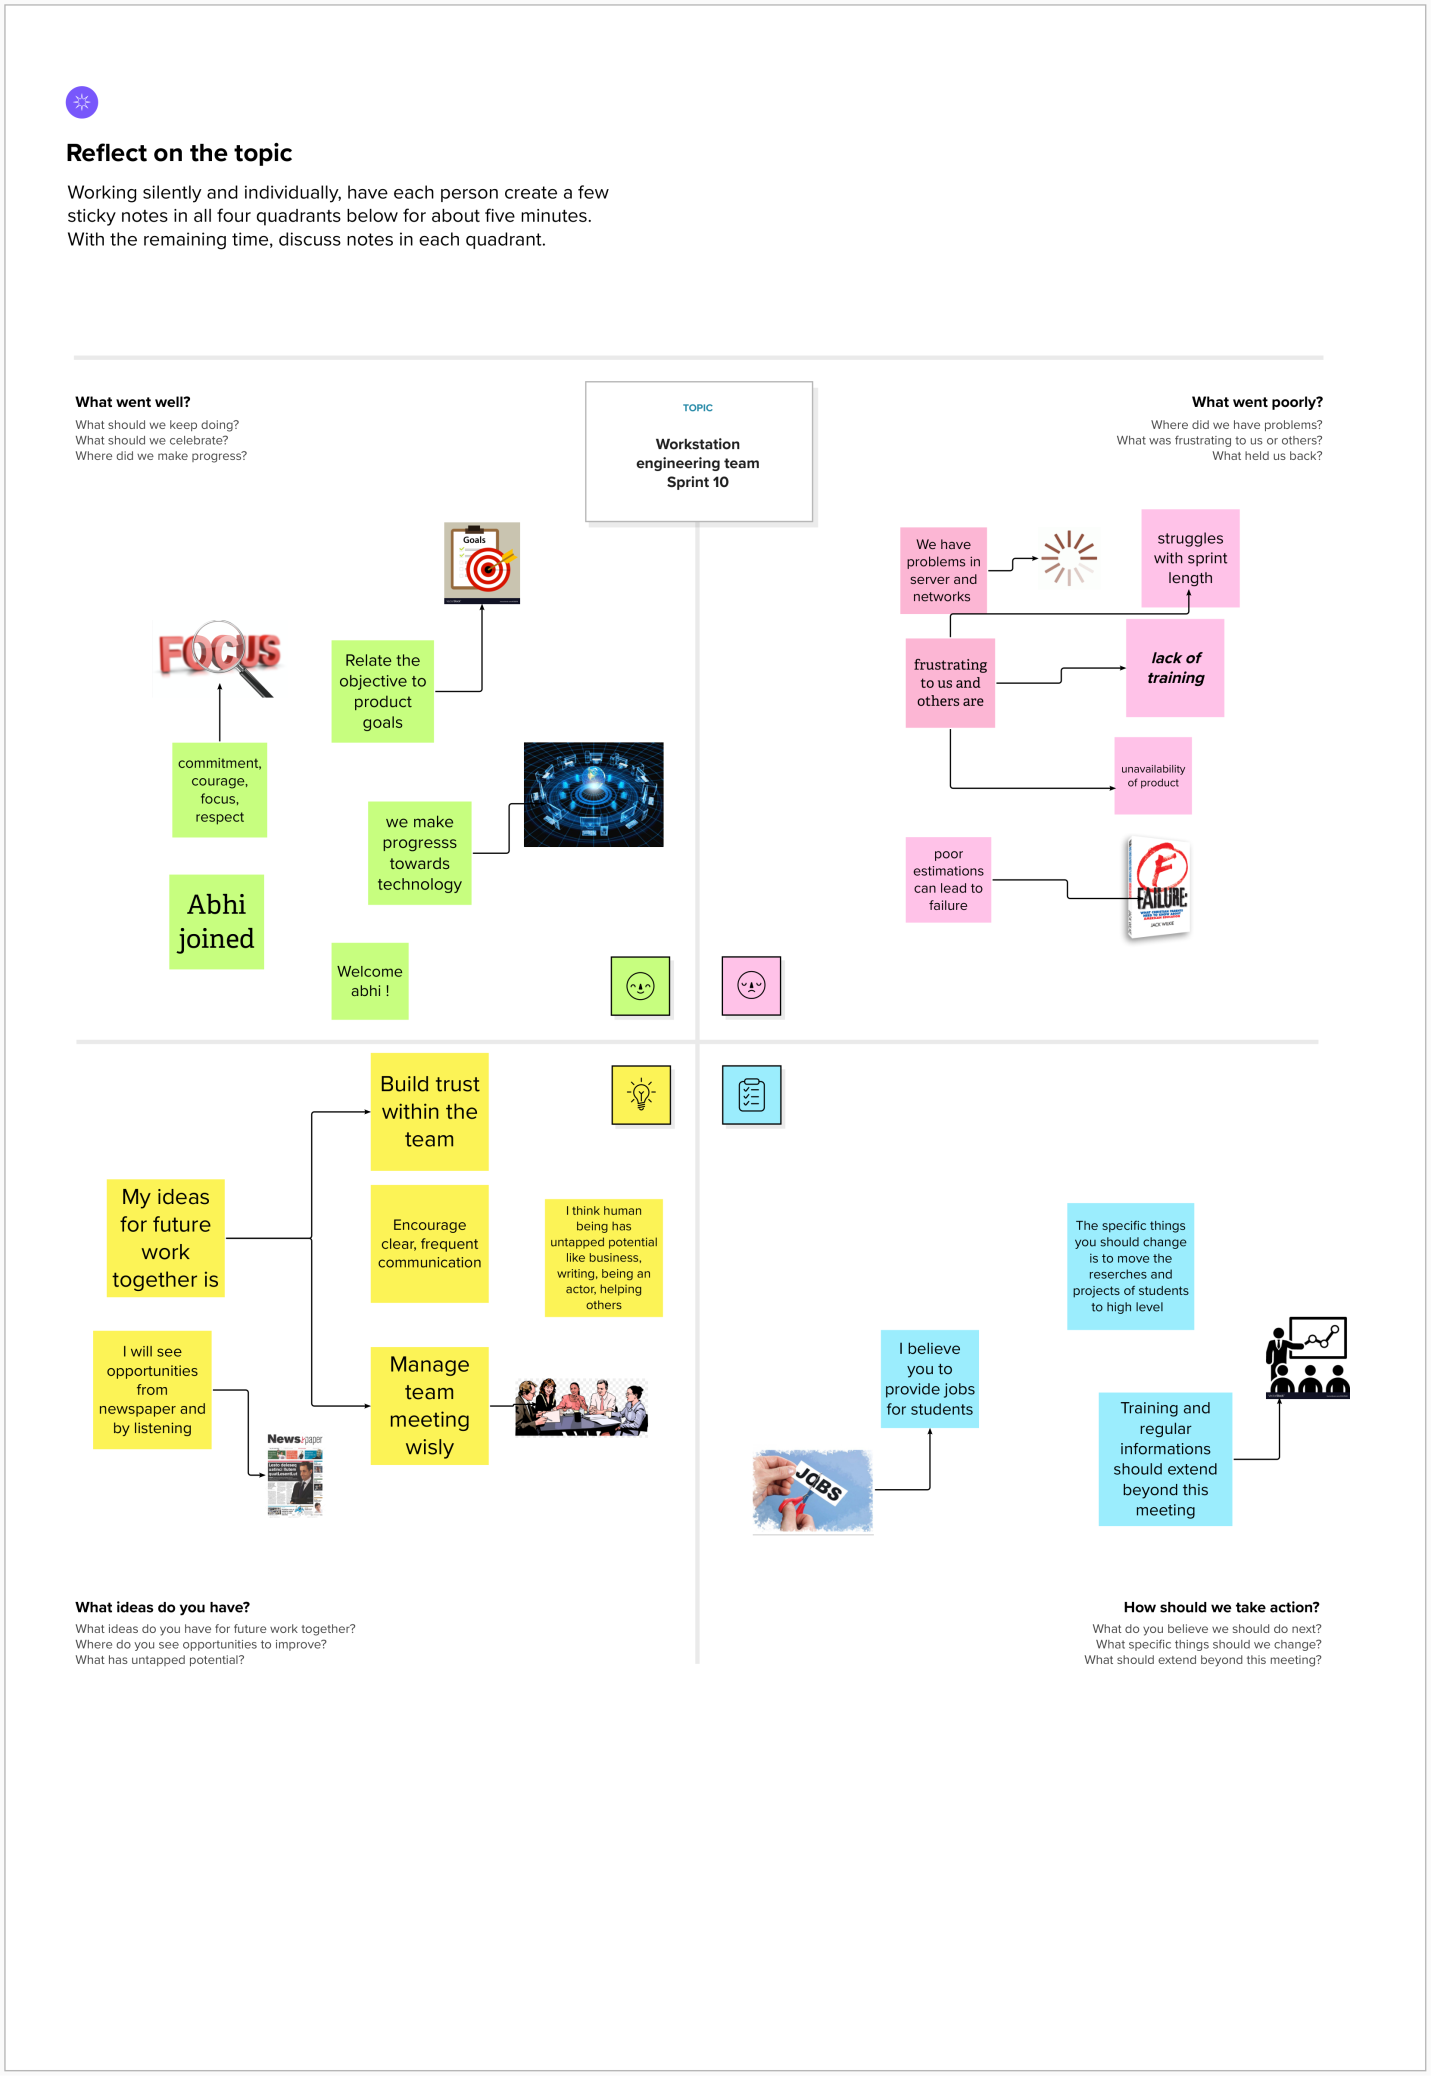 Reflect on the topic
Working silently and individually, have each person create a few
sticky notes in all four quadrants below for about five minutes.
With the remaining time, discuss notes in each quadrant.
What went well?
What should we keep doing?
What should we celebrate?
Where did we make progress?
TOPIC
Workstation
engineering team
Sprint 10
What went poorly?
Where did we have problems?
What was frustrating to us or others?
What held us back?
Goals
FOCUS
Relate the
objective to
product
goals
commitment,
courage,
focus,
respect
we make
progresss
towards
technology
Abhi
joined
Welcome
abhi !
We have
problems in
server and
networks
struggles
with sprint
length
frustrating
to us and
others are
lack of
training
unavailability
of product
poor
estimations
can lead to
failure
F
FAILURE:
JACK WILKIE
Build trust
within the
team
My ideas
for future
work
together is
Encourage
clear, frequent
communication
I think human
being has
untapped potential
like business,
writing, being an
actor, helping
others
I will see
opportunities
from
newspaper and
by listening
Manage
team
meeting
wisly
Newspaper
The specific things
you should change
is to move the
reserches and
projects of students
to high level
I believe
you to
provide jobs
for students
JOBS
Training and
regular
informations
should extend
beyond this
meeting
What ideas do you have?
What ideas do you have for future work together?
Where do you see opportunities to improve?
What has untapped potential?
How should we take action?
What do you believe we should do next?
What specific things should we change?
What should extend beyond this meeting?